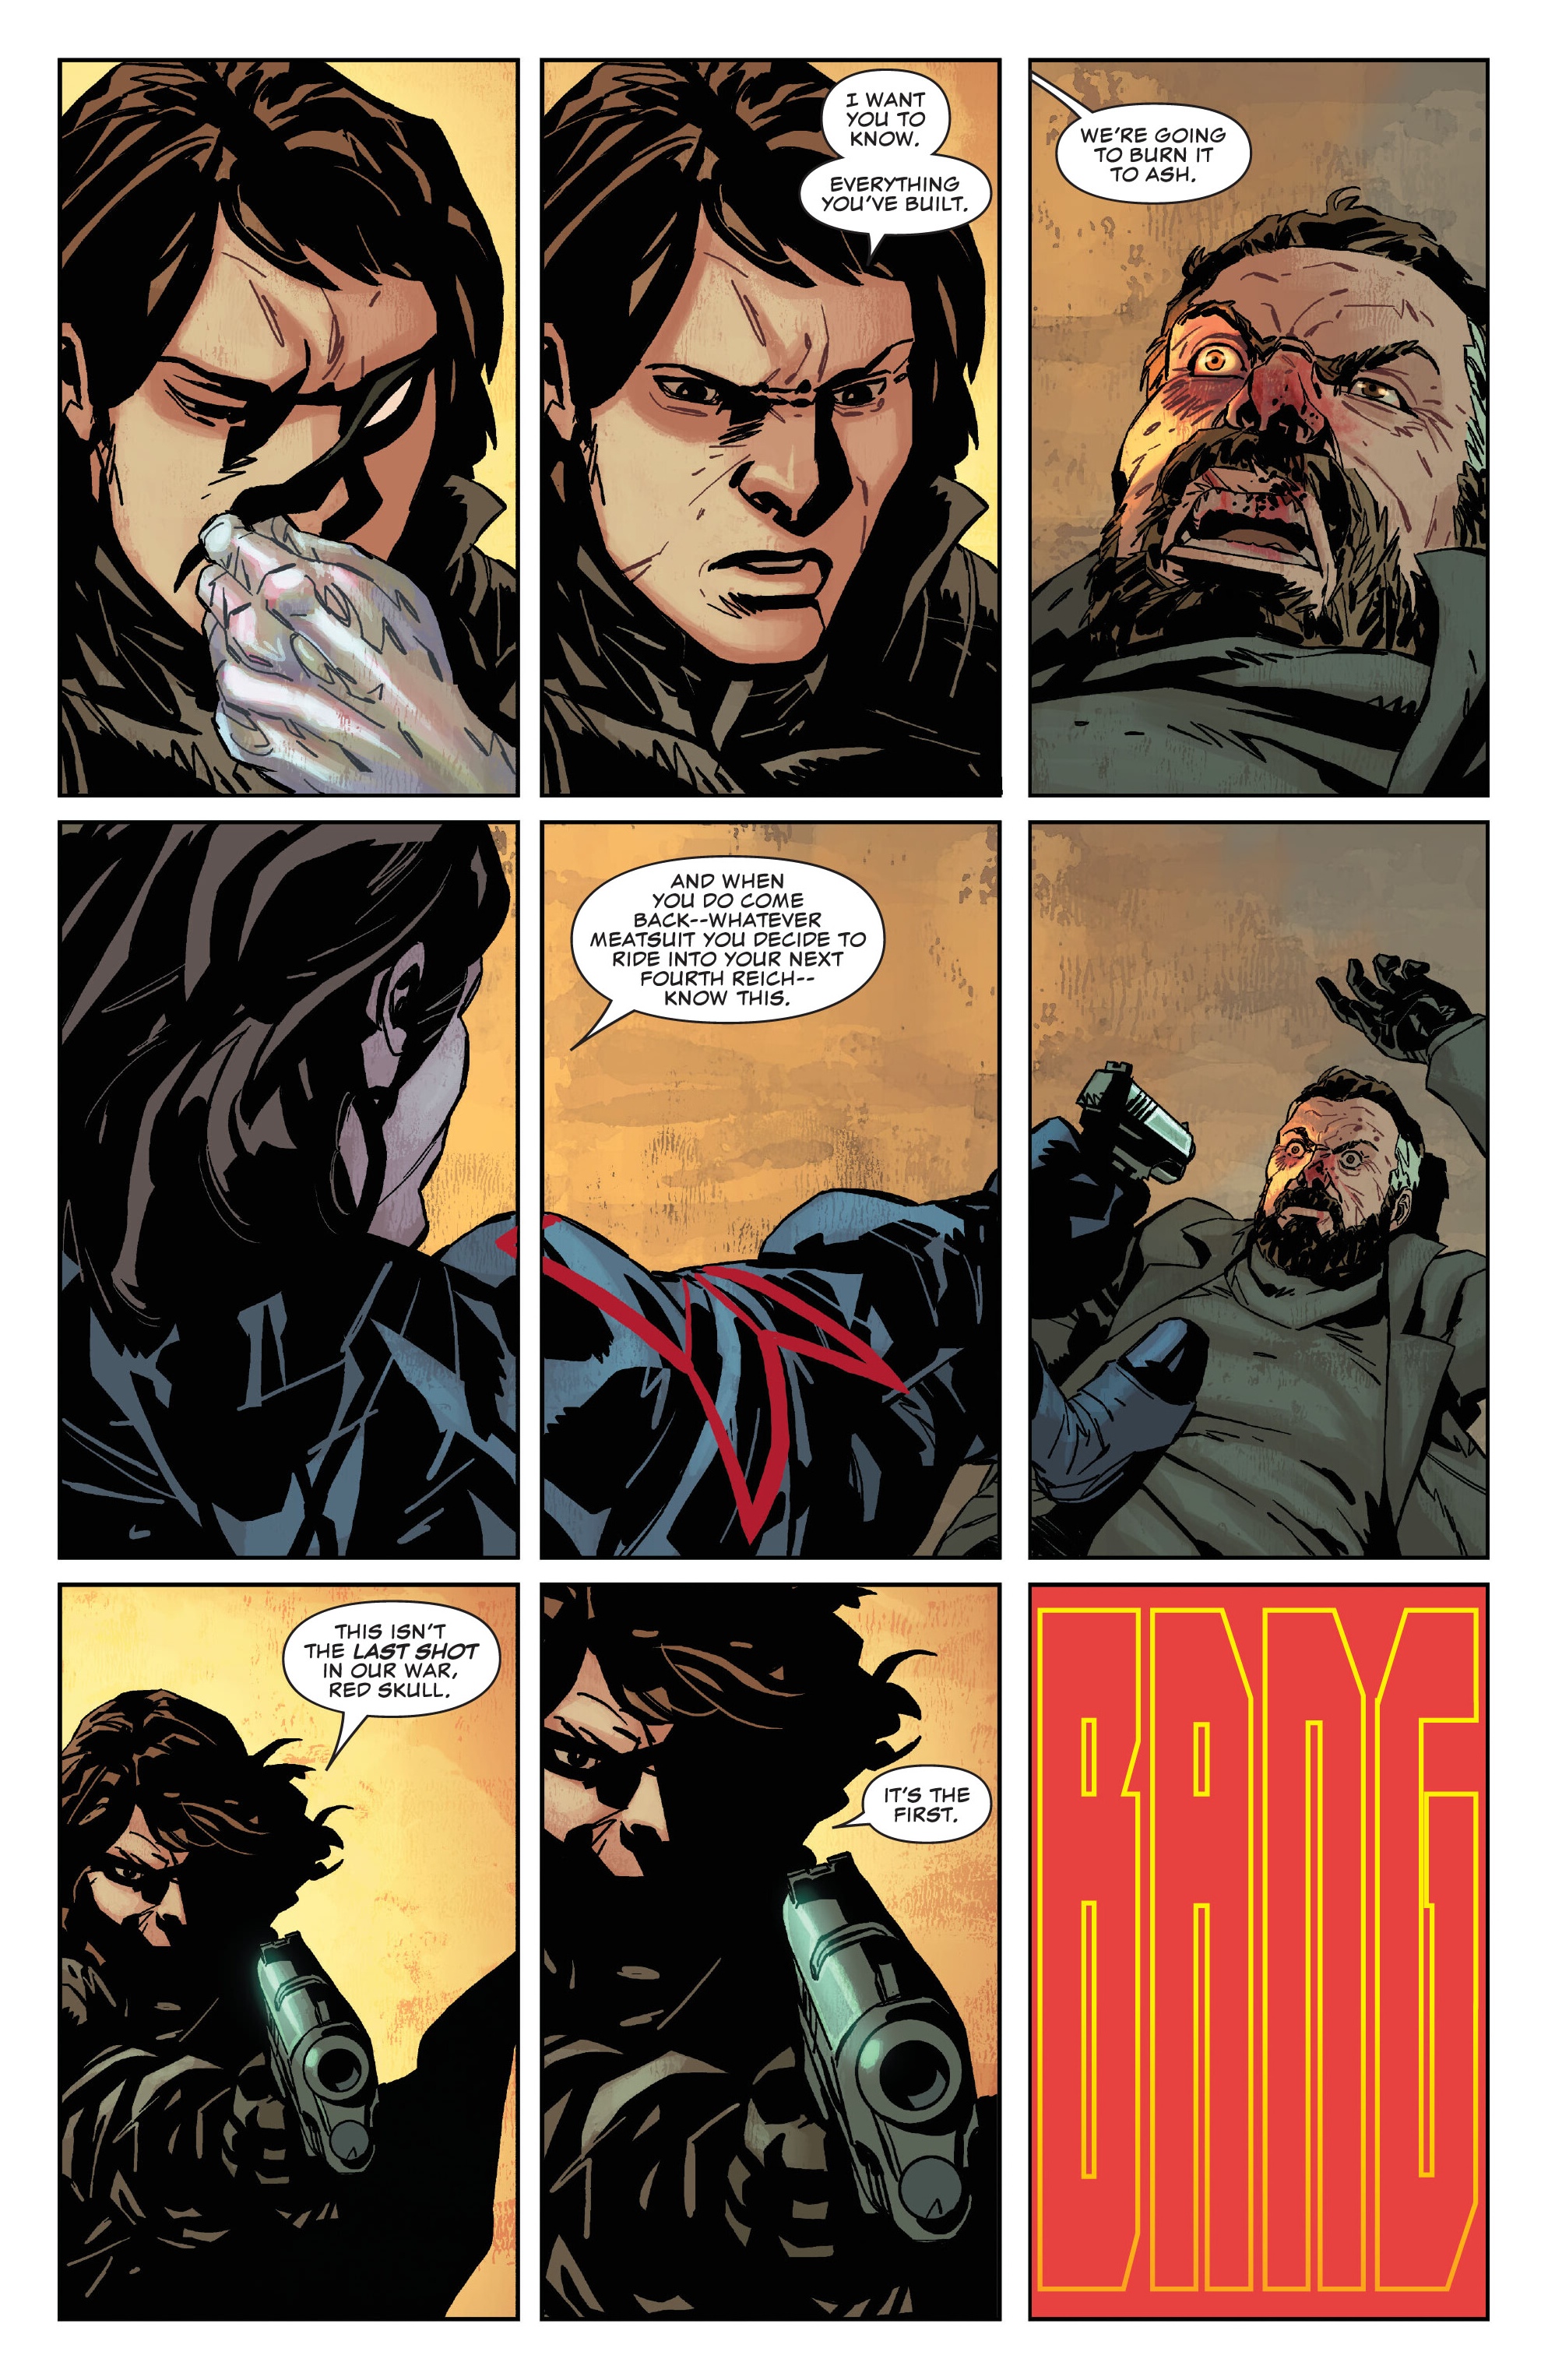 I WANT
YOU TO
KNOW.
EVERYTHING
YOU'VE BUILT.
WE'RE GOING
TO BURN IT
TO ASH.
AND WHEN
YOU DO COME
BACK--WHATEVER
MEATSUIT YOU DECIDE TO
RIDE INTO YOUR NEXT
FOURTH REICH--
KNOW THIS.
THIS ISN'T
THE LAST SHOT
IN OUR WAR,
RED SKULL.
IT'S THE
FIRST.
BANG